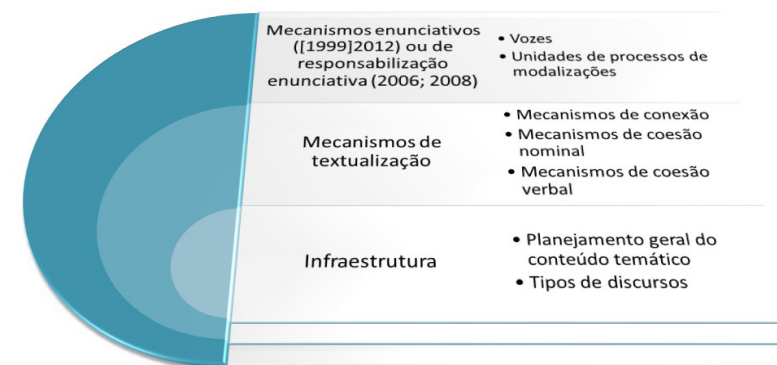 Mecanismos enunciativos
([1999]2012) ou de
responsabilização
enunciativa (2006; 2008)
• Vozes
• Unidades de processos de
modalizações
Mecanismos de
textualização
• Mecanismos de conexão
• Mecanismos de coesão
nominal
• Mecanismos de coesão
verbal
Infraestrutura
• Planejamento geral do
conteúdo temático
• Tipos de discursos